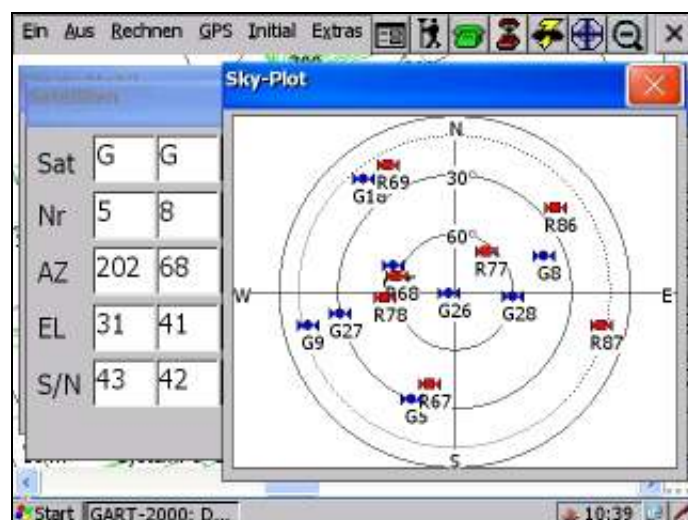 Ein Aus Rechnen GPS Initial Extras
Sky-Plot
Sat G G
Nr 5 8
AZ 202 68
EL 31 41
S/N 43 42
N
R69
30°
R86
60°
R77
G8
R68
W
E
R78
G26
G28
G27
G9
R87
R67
G5
S
Start GART-2000: D... 10:39